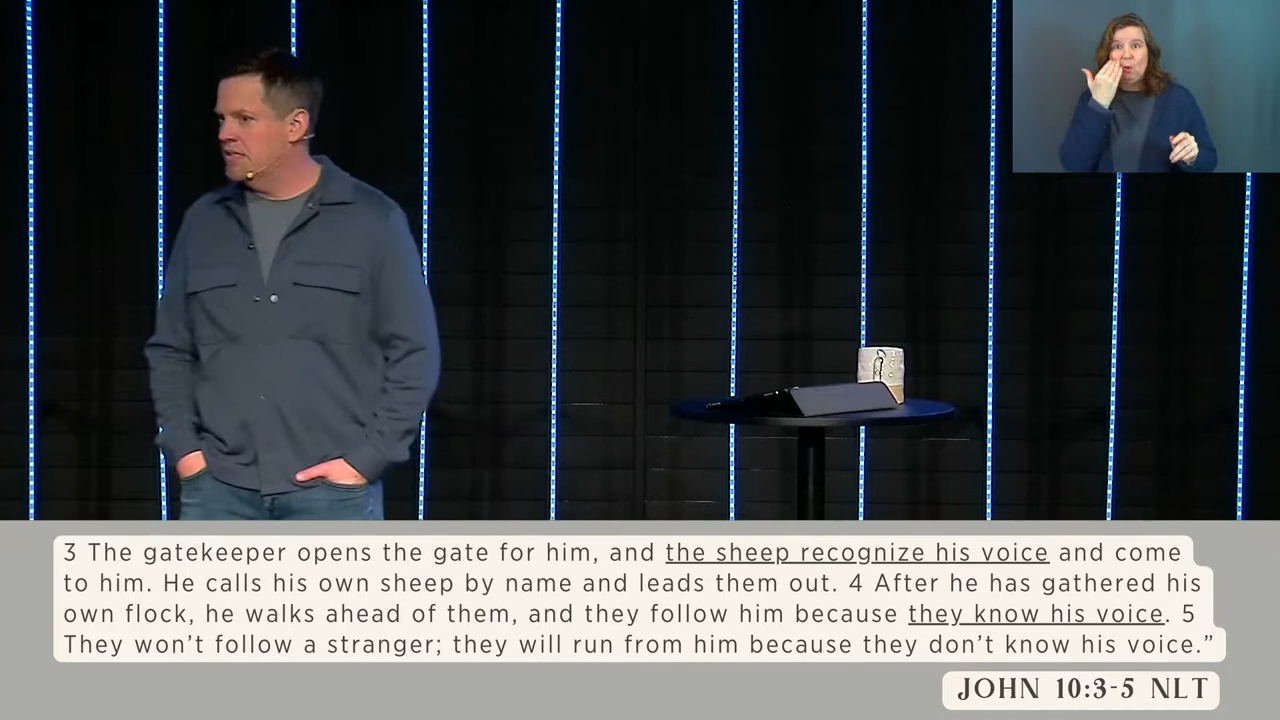 3 The gatekeeper opens the gate for him, and the sheep recognize his voice and come
to him. He calls his own sheep by name and leads them out. 4 After he has gathered his
own flock, he walks ahead of them, and they follow him because they know his voice. 5
They won’t follow a stranger; they will run from him because they don’t know his voice.”
JOHN 10:3-5 NLT